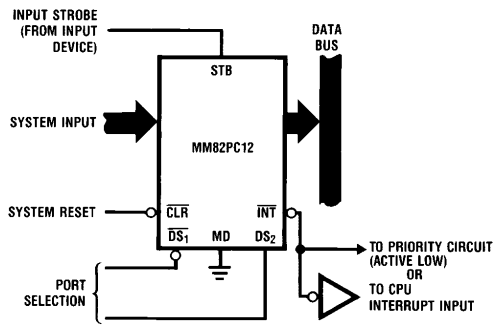 INPUT STROBE
(FROM INPUT
DEVICE)
DATA
BUS
STB
SYSTEM INPUT
MM82PC12
SYSTEM RESET
CLR
INT
DS1
MD
DS2
PORT
SELECTION
TO PRIORITY CIRCUIT
(ACTIVE LOW)
OR
TO CPU
INTERRUPT INPUT